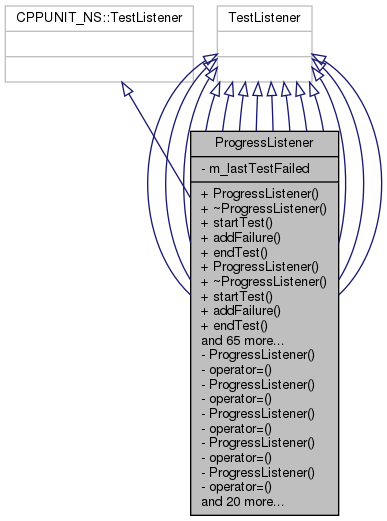 CPPUNIT_NS::TestListener
TestListener
ProgressListener
- m_lastTestFailed
+ ProgressListener()
+ ~ProgressListener()
+ startTest()
+ addFailure()
+ endTest()
+ ProgressListener()
+ ~ProgressListener()
+ startTest()
+ addFailure()
+ endTest()
and 65 more...
- ProgressListener()
- operator=()
- ProgressListener()
- operator=()
- ProgressListener()
- operator=()
- ProgressListener()
- operator=()
- ProgressListener()
- operator=()
and 20 more...